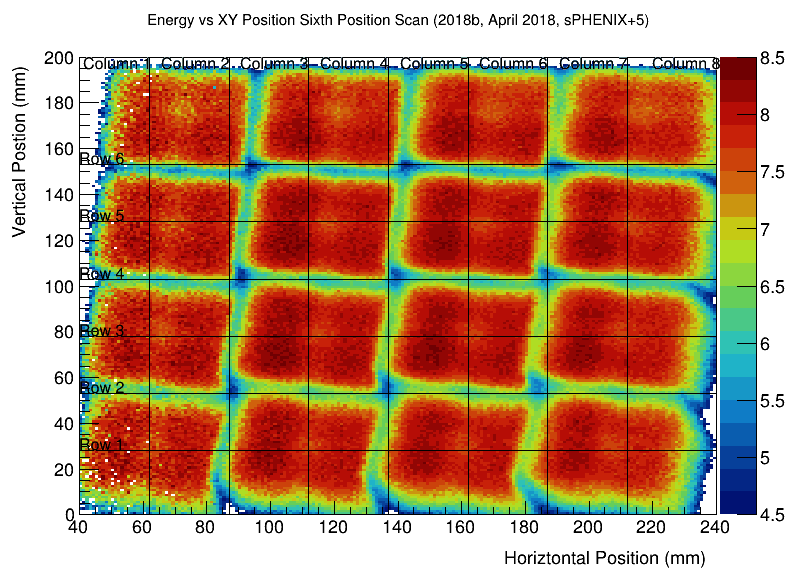 Energy vs XY Position Sixth Position Scan (2018b, April 2018, sPHENIX+5)
Vertical Postion (mm)
200
180
160
140
120
100
80
60
40
20
0
Column 1 Column 2 Column 3 Column 4 Column 5 Column 6 Column 7 Column 8
Row 6
Row 5
Row 4
Row 3
Row 2
Row 1
8.5
8
7.5
7
6.5
6
5.5
5
4.5
40 60 80 100 120 140 160 180 200 220 240
Horiztontal Position (mm)